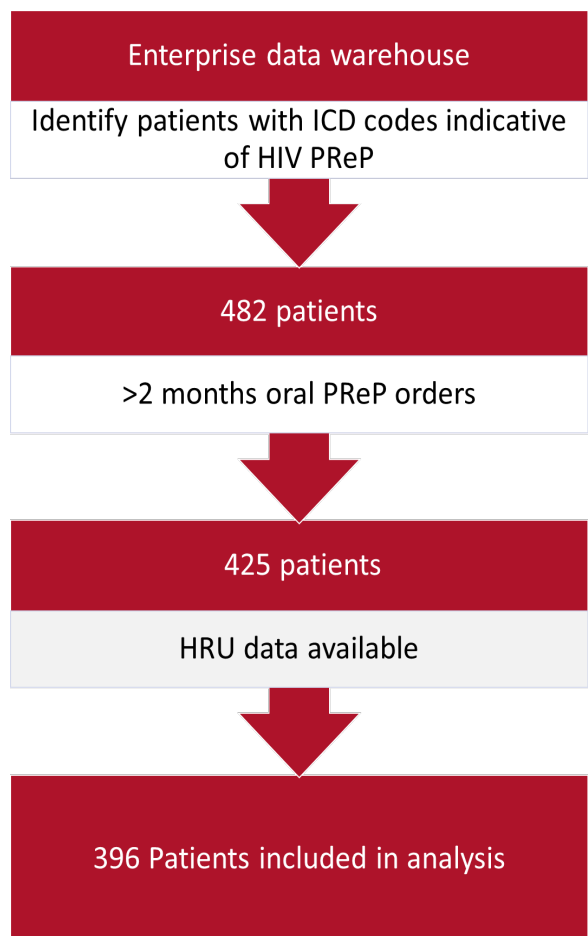 Enterprise data warehouse
Identify patients with ICD codes indicative
of HIV PReP
482 patients
>2 months oral PReP orders
425 patients
HRU data available
396 Patients included in analysis